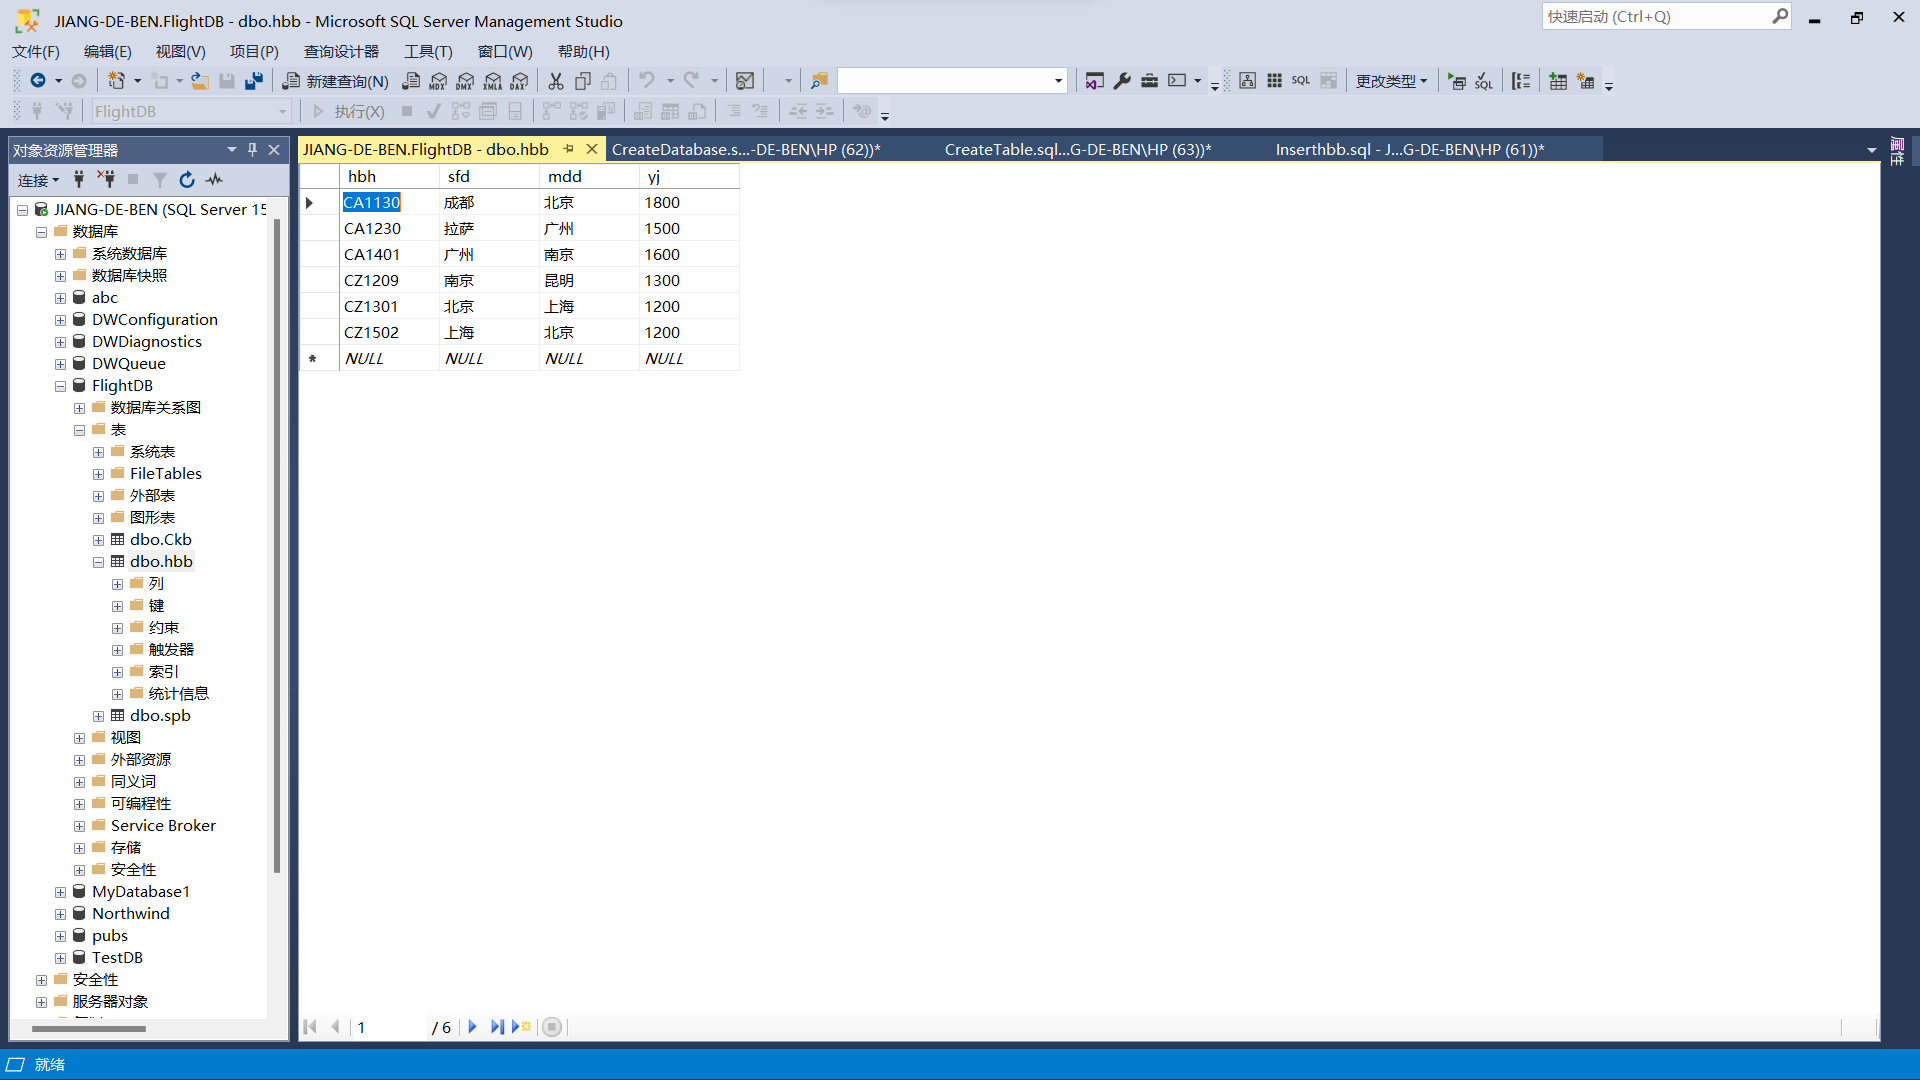 JIANG-DE-BEN.FlightDB - dbo.hbb - Microsoft SQL Server Management Studio
快速启动 (Ctrl+Q)
文件(F) 编辑(E) 视图(V) 项目(P) 查询设计器 工具(T) 窗口(W) 帮助(H)
新建查询(N) MDX DMX XMLA DAX SQL 更改类型 SQL
FlightDB 执行(X)
对象资源管理器
连接
JIANG-DE-BEN (SQL Server 15
数据库
系统数据库
数据库快照
abc
DWConfiguration
DWDiagnostics
DWQueue
FlightDB
数据库关系图
表
系统表
FileTables
外部表
图形表
dbo.Ckb
dbo.hbb
列
键
约束
触发器
索引
统计信息
dbo.spb
视图
外部资源
同义词
可编程性
Service Broker
存储
安全性
MyDatabase1
Northwind
pubs
TestDB
安全性
服务器对象
JIANG-DE-BEN.FlightDB - dbo.hbb
CreateDatabase.s...-DE-BEN\HP (62))*
CreateTable.sql...G-DE-BEN\HP (63))*
Inserthbb.sql - J...G-DE-BEN\HP (61))*
hbh sfd mdd yj
CA1130 成都 北京 1800
CA1230 拉萨 广州 1500
CA1401 广州 南京 1600
CZ1209 南京 昆明 1300
CZ1301 北京 上海 1200
CZ1502 上海 北京 1200
* NULL NULL NULL NULL
1 / 6
属性
就绪